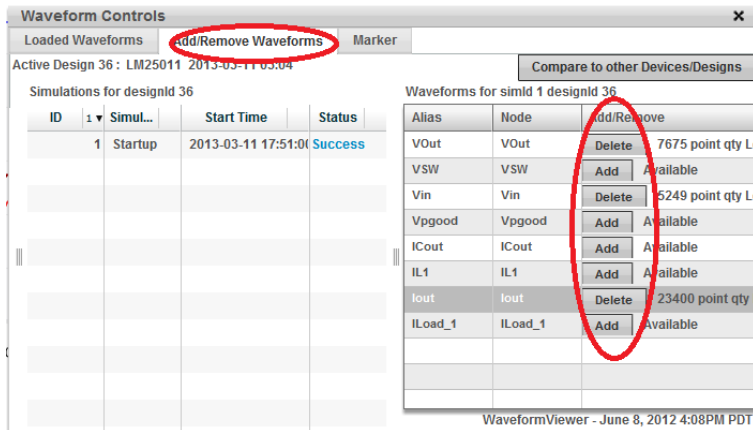 Waveform Controls
Loaded Waveforms Add/Remove Waveforms Marker
Active Design 36 : LM25011 2013-03-11 05:04
Compare to other Devices/Designs
Simulations for designId 36
ID 1 Simul... Start Time Status
1 Startup 2013-03-11 17:51:00 Success
Waveforms for simId 1 designId 36
Alias Node Add/Remove
VOut VOut Delete 7675 point qty L
VSW VSW Add Available
Vin Vin Delete 5249 point qty L
Vpgood Vpgood Add Available
ICout ICout Add Available
IL1 IL1 Add Available
Iout Iout Delete 23400 point qty
ILoad_1 ILoad_1 Add Available
WaveformViewer - June 8, 2012 4:08PM PDT